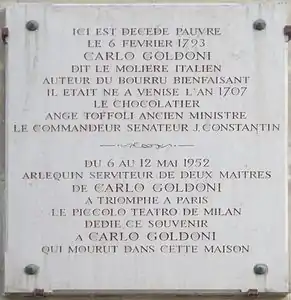 ICI EST DECEDE PAUVRE
LE 6 FEVRIER 1793
CARLO GOLDONI
DIT LE MOLIERE ITALIEN
AUTEUR DU BOURRU BIENFAISANT
IL ETAIT NE A VENISE L'AN 1707
LE CHOCOLATIER
ANGE TOFFOLI ANCIEN MINISTRE
LE COMMANDEUR SENATEUR J. CONSTANTIN
DU 6 AU 12 MAI 1952
ARLEQUIN SERVITEUR DE DEUX MAITRES
DE CARLO GOLDONI
A TRIOMPHE A PARIS
LE PICCOLO TEATRO DE MILAN
DEDIE CE SOUVENIR
A CARLO GOLDONI
QUI MOURUT DANS CETTE MAISON